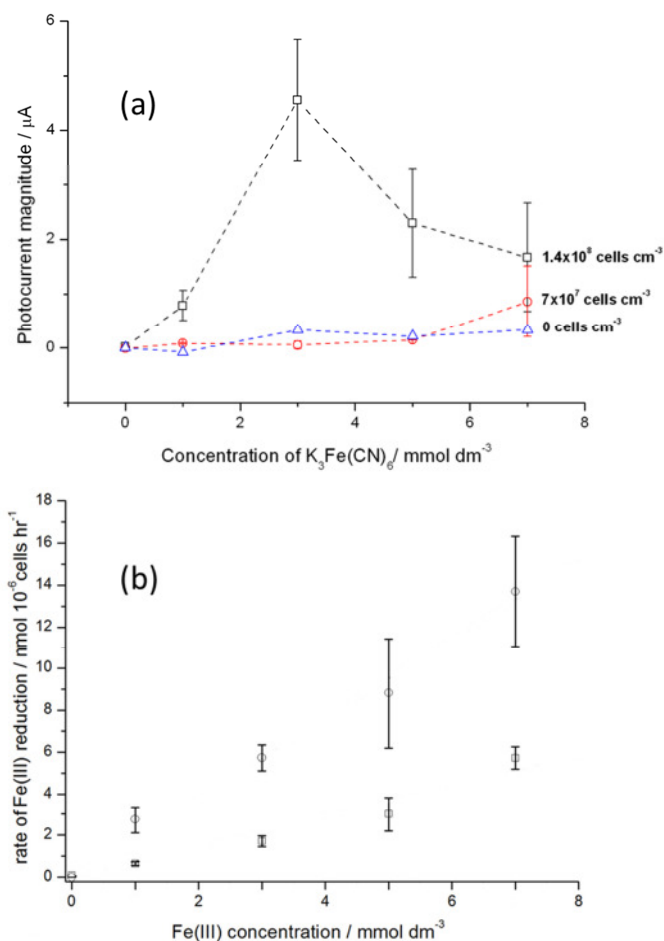 6
4
2
0
Photocurrent magnitude / μA
(a)
1.4x10⁸ cells cm⁻³
7x10⁷ cells cm⁻³
0 cells cm⁻³
0 2 4 6 8
Concentration of K₃Fe(CN)₆/ mmol dm⁻³
18
16
14
12
10
8
6
4
2
0
rate of Fe(III) reduction / nmol 10⁻⁶ cells hr⁻¹
(b)
0 2 4 6 8
Fe(III) concentration / mmol dm⁻³